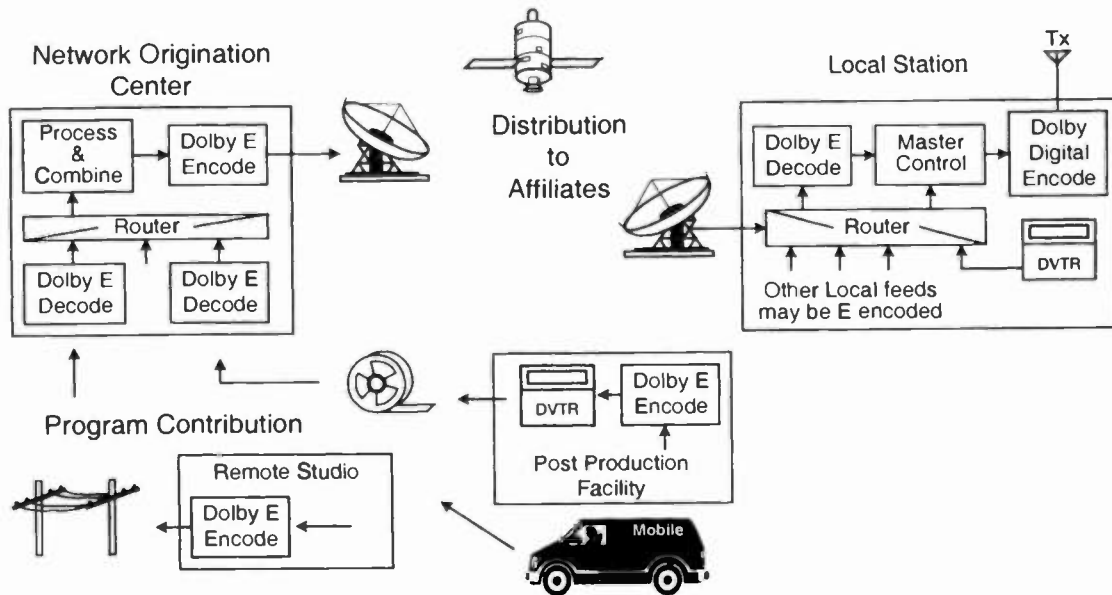 Network Origination
Center
Process
&
Combine
Dolby E
Encode
Router
Dolby E
Decode
Dolby E
Decode
Distribution
to
Affiliates
Local Station
Tx
Dolby E
Decode
Master
Control
Dolby
Digital
Encode
Router
DVTR
Other Local feeds
may be E encoded
Program Contribution
Remote Studio
Dolby E
Encode
DVTR
Dolby E
Encode
Post Production
Facility
Mobile